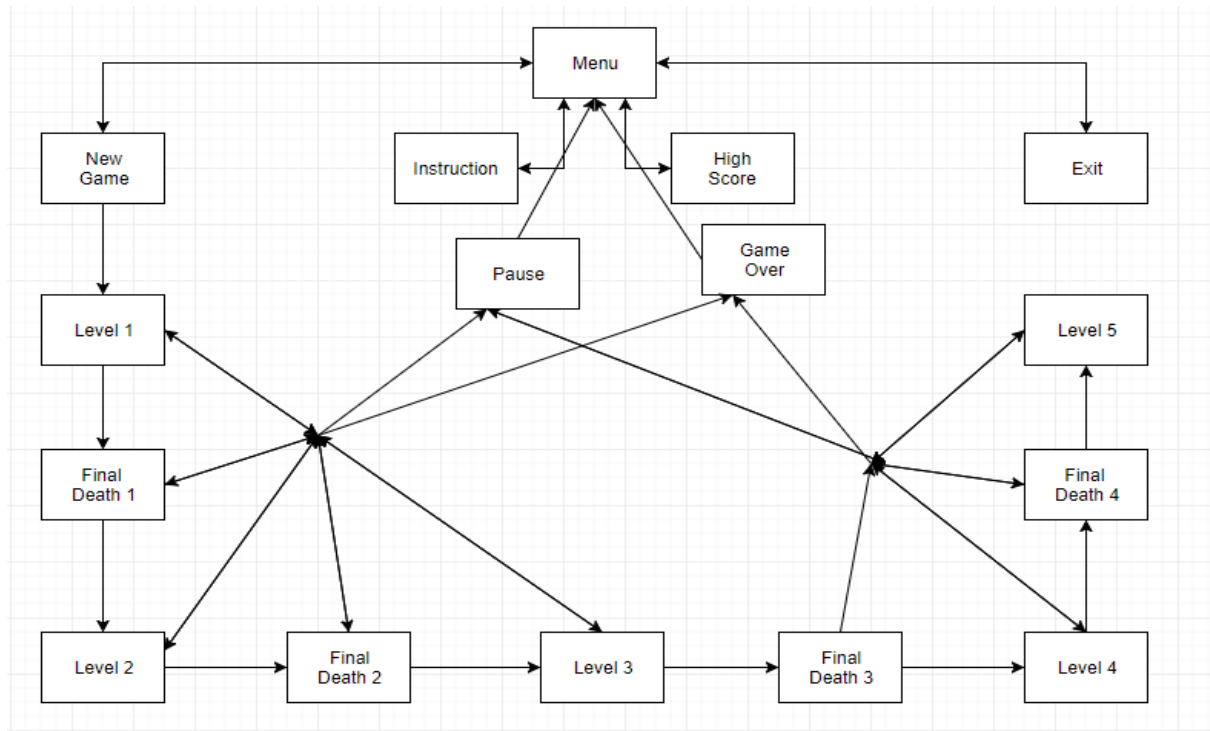 Menu
New
Game
Instruction
High
Score
Exit
Pause
Game
Over
Level 1
Level 5
Final
Death 1
Final
Death 4
Level 2
Final
Death 2
Level 3
Final
Death 3
Level 4